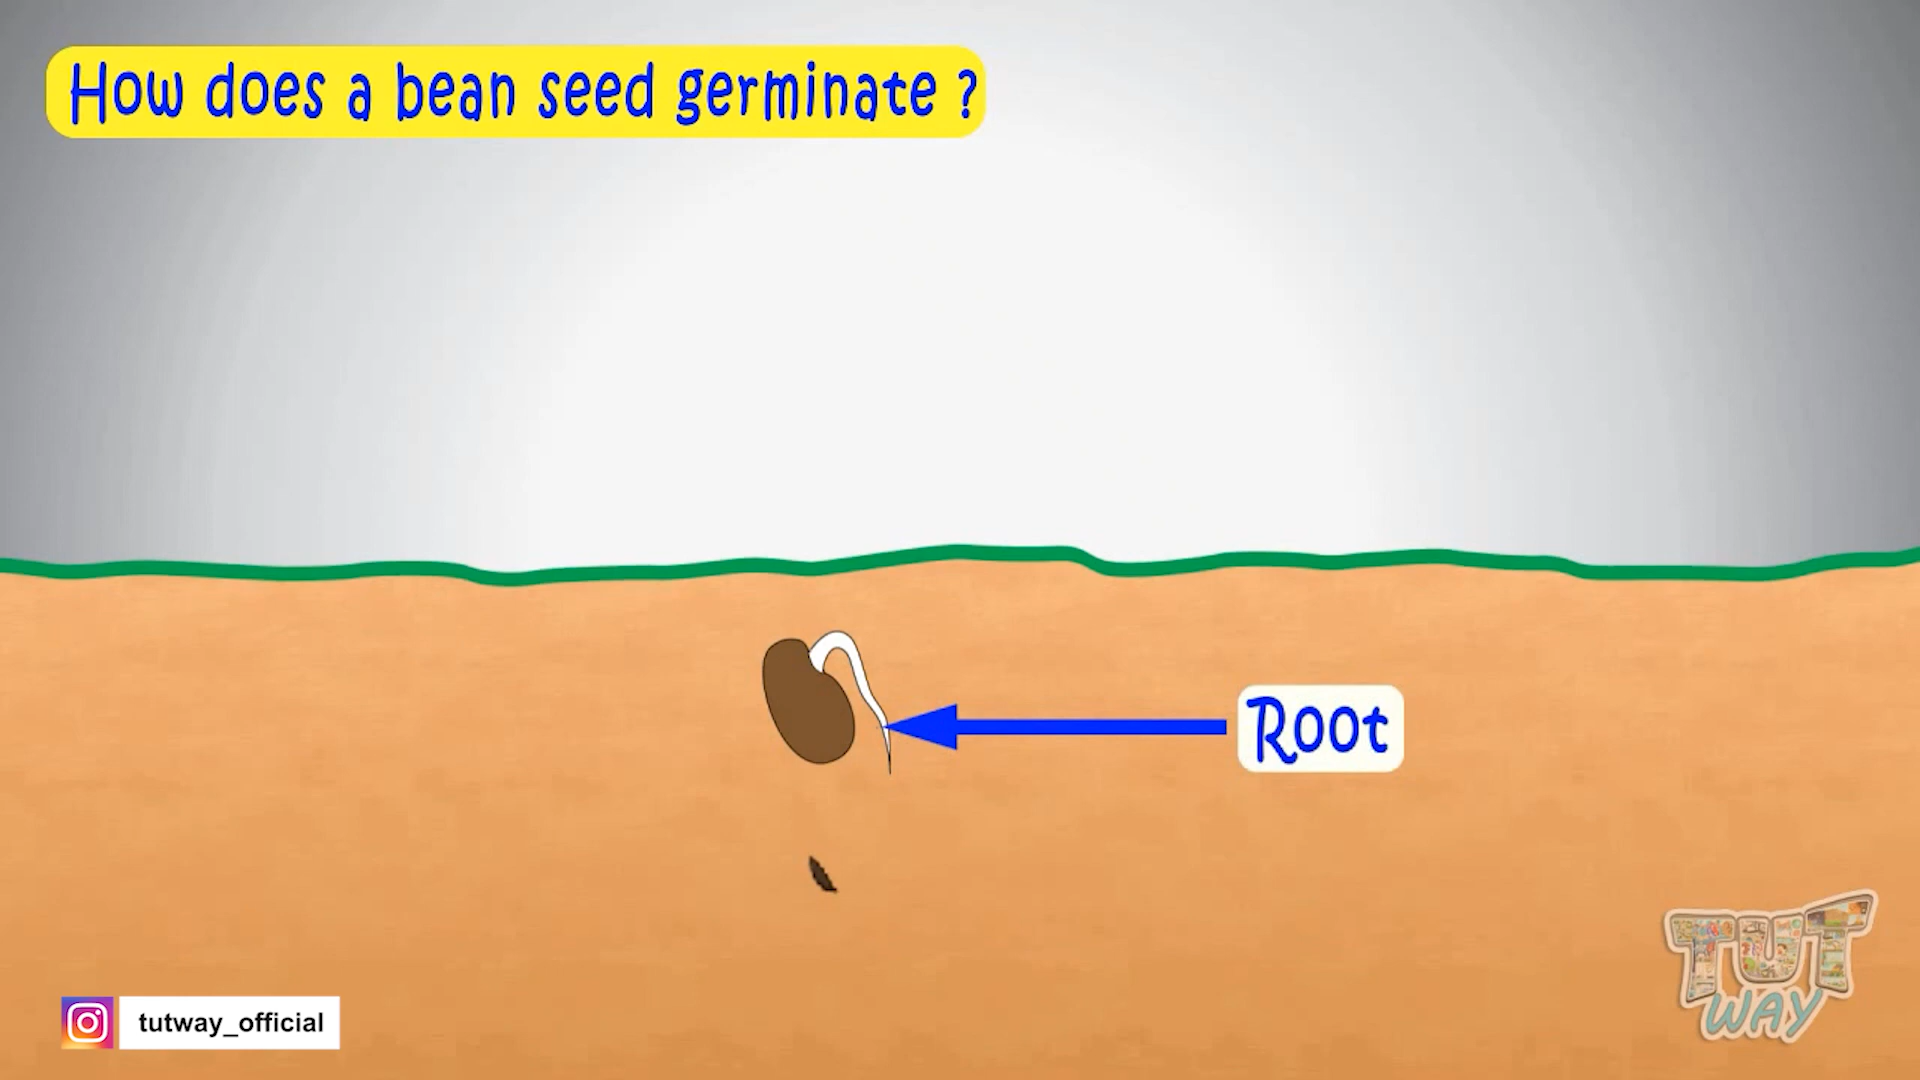 How does a bean seed germinate ?
Root
TUT
WAY
tutway_official